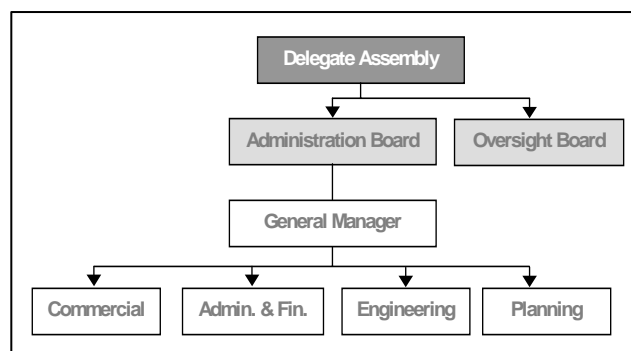 Delegate Assembly
Administration Board
Oversight Board
General Manager
Commercial
Admin. & Fin.
Engineering
Planning